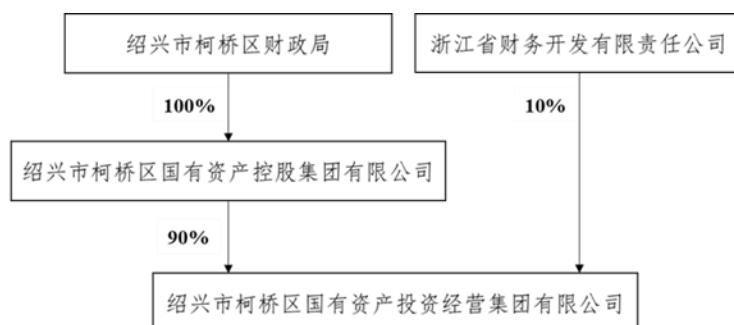 绍兴市柯桥区财政局
浙江省财务开发有限责任公司
100%
10%
绍兴市柯桥区国有资产控股集团有限公司
90%
绍兴市柯桥区国有资产投资经营集团有限公司